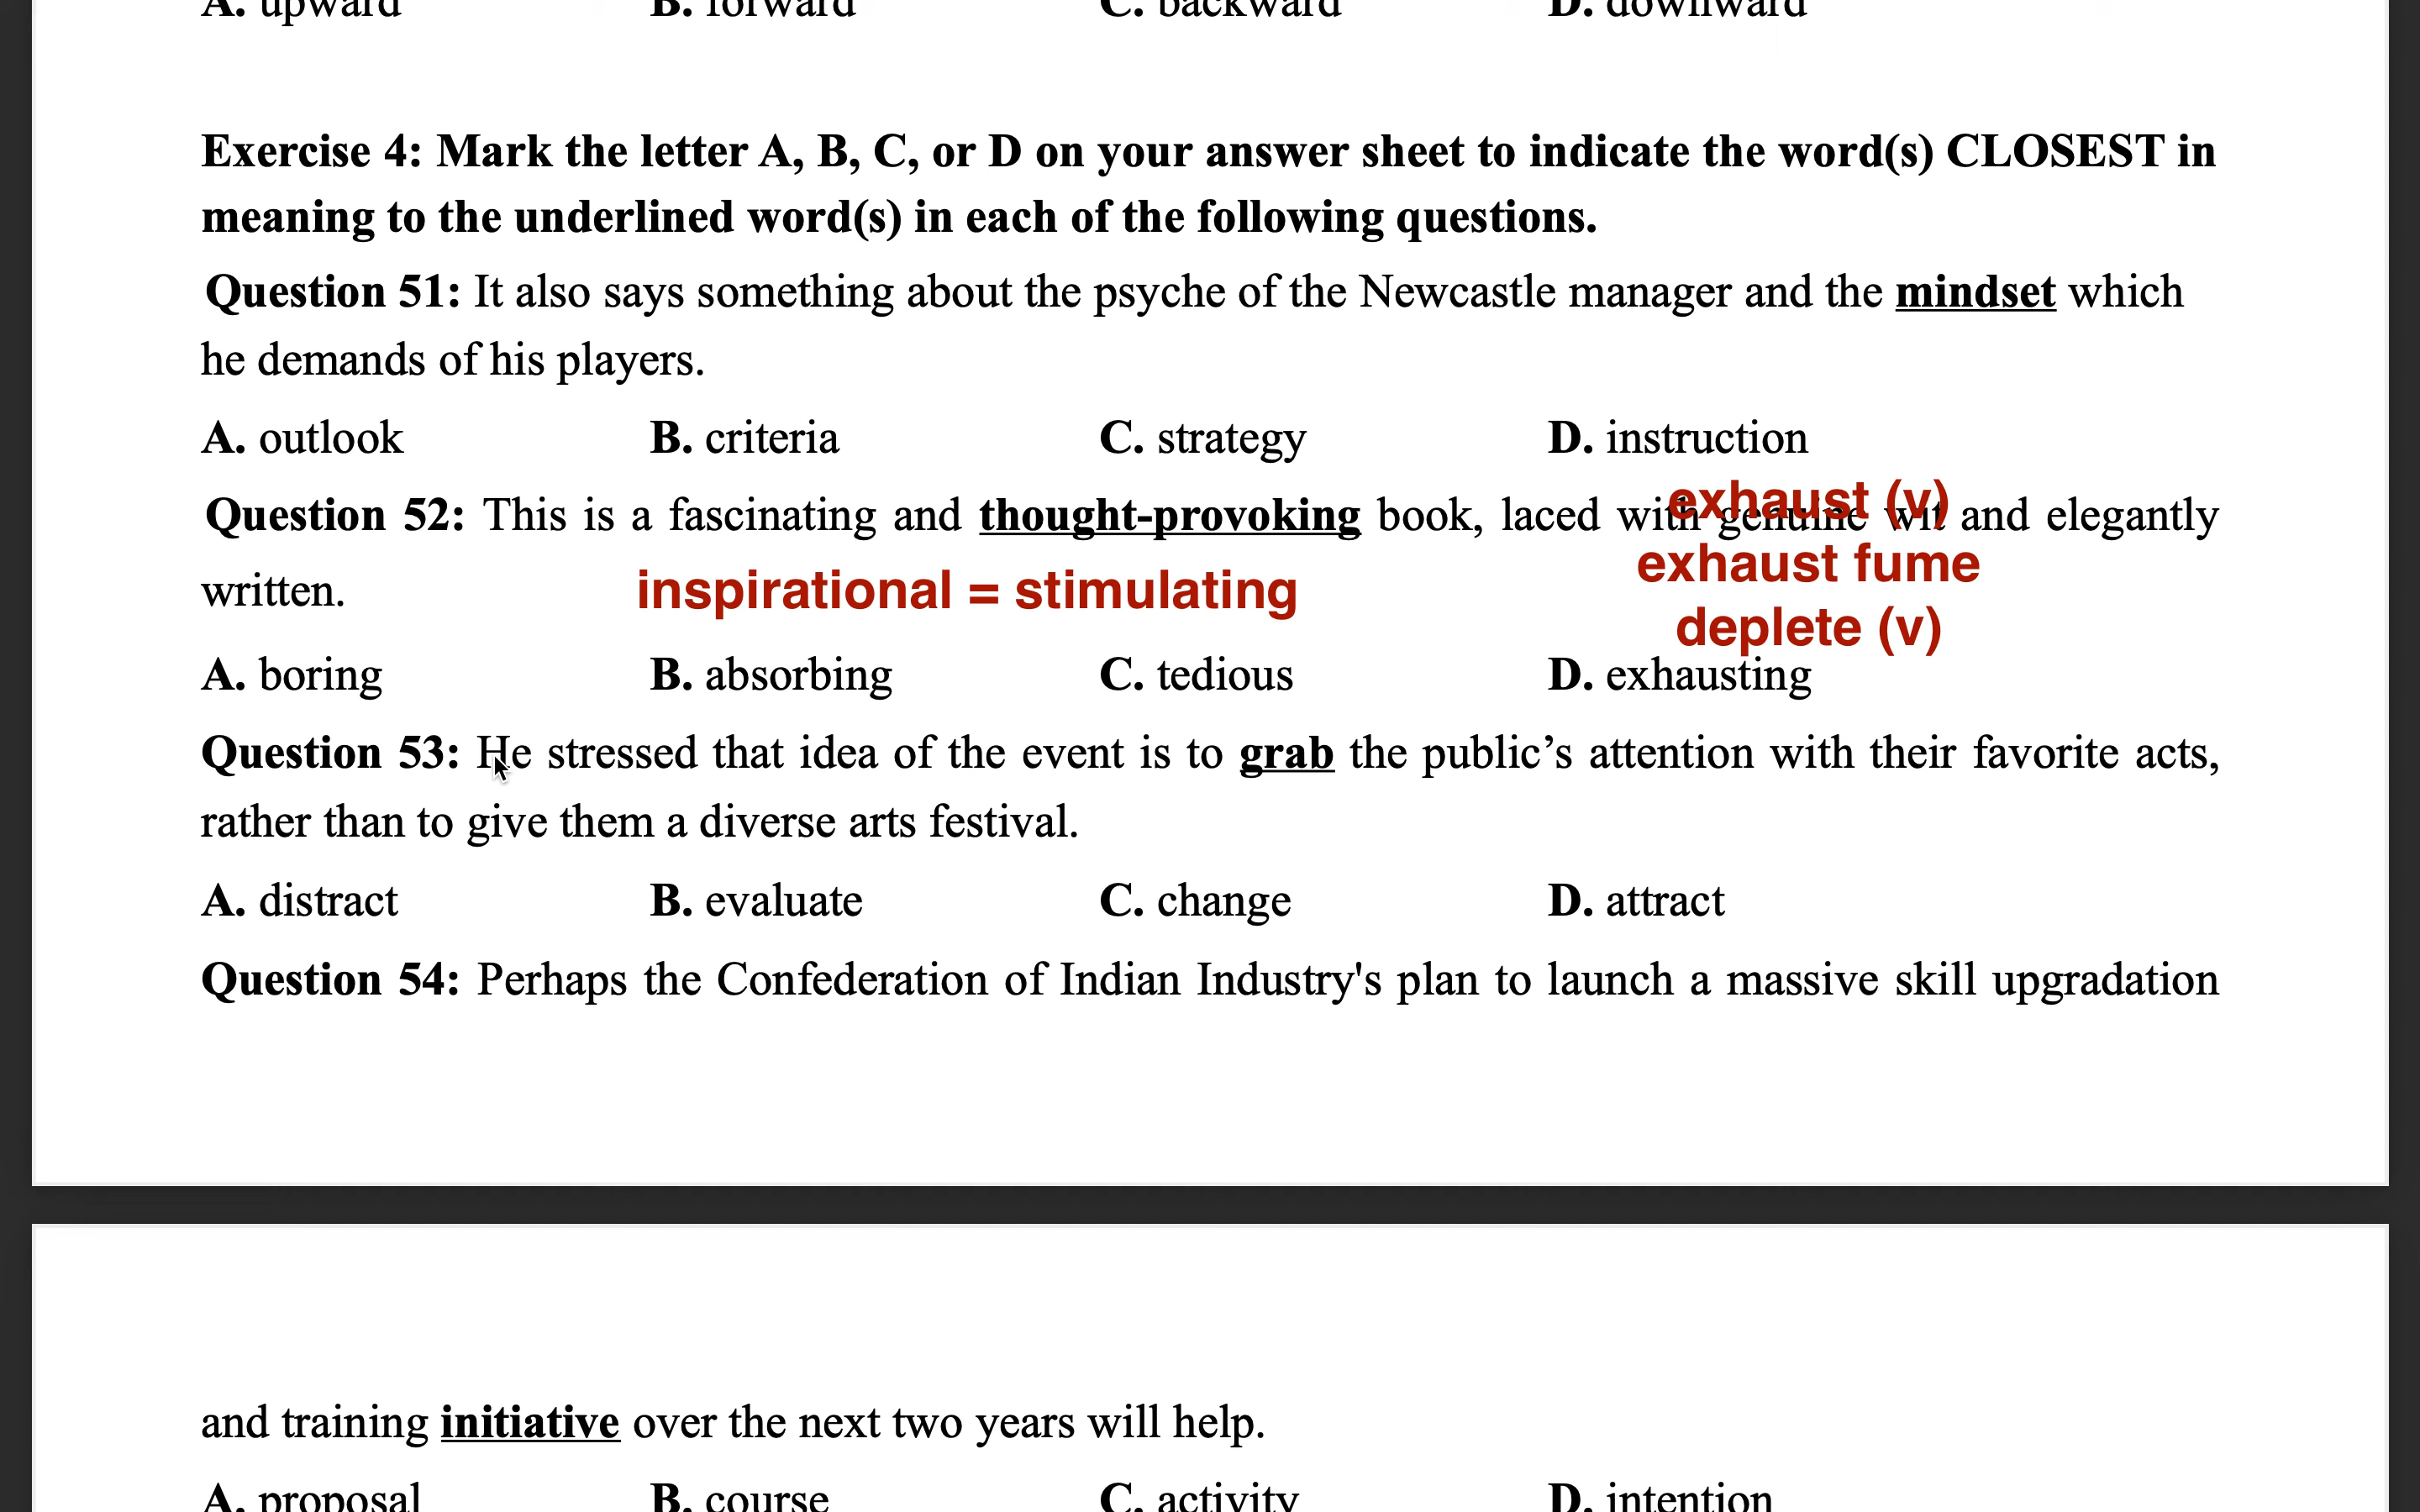 A. upward B. forward C. backward D. downward
Exercise 4: Mark the letter A, B, C, or D on your answer sheet to indicate the word(s) CLOSEST in
meaning to the underlined word(s) in each of the following questions.
Question 51: It also says something about the psyche of the Newcastle manager and the mindset which
he demands of his players.
A. outlook B. criteria C. strategy D. instruction
exhaust (v)
Question 52: This is a fascinating and thought-provoking book, laced with genuine wit and elegantly
exhaust fume
written. inspirational = stimulating
deplete (v)
A. boring B. absorbing C. tedious D. exhausting
Question 53: He stressed that idea of the event is to grab the public’s attention with their favorite acts,
rather than to give them a diverse arts festival.
A. distract B. evaluate C. change D. attract
Question 54: Perhaps the Confederation of Indian Industry's plan to launch a massive skill upgradation
and training initiative over the next two years will help.
A. proposal B. course C. activity D. intention